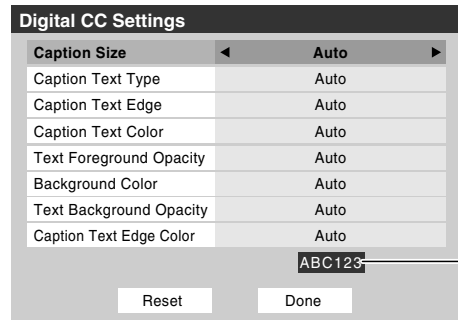 Digital CC Settings
Caption Size ◀ Auto ▶
Caption Text Type Auto
Caption Text Edge Auto
Caption Text Color Auto
Text Foreground Opacity Auto
Background Color Auto
Text Background Opacity Auto
Caption Text Edge Color Auto
ABC123
Reset Done